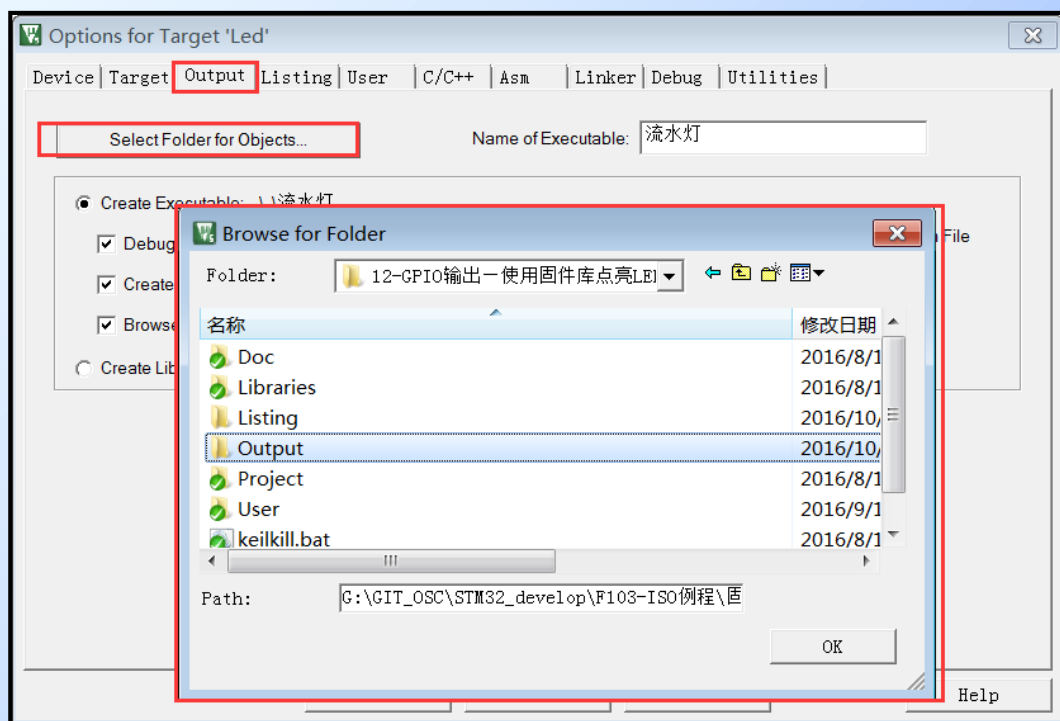 Options for Target 'Led'
Device Target Output Listing User C/C++ Asm Linker Debug Utilities
Select Folder for Objects... Name of Executable: 流水灯
Create Executable: .\..\流水灯
Debug File
Create
Browse
Create Lib
Browse for Folder
Folder: 12-GPIO输出—使用固件库点亮LED
名称 修改日期
Doc 2016/8/1
Libraries 2016/8/1
Listing 2016/10/
Output 2016/10/
Project 2016/8/1
User 2016/9/1
keilkill.bat 2016/8/1
Path: G:\GIT_OSC\STM32_develop\F103-ISO例程\固
OK
Help